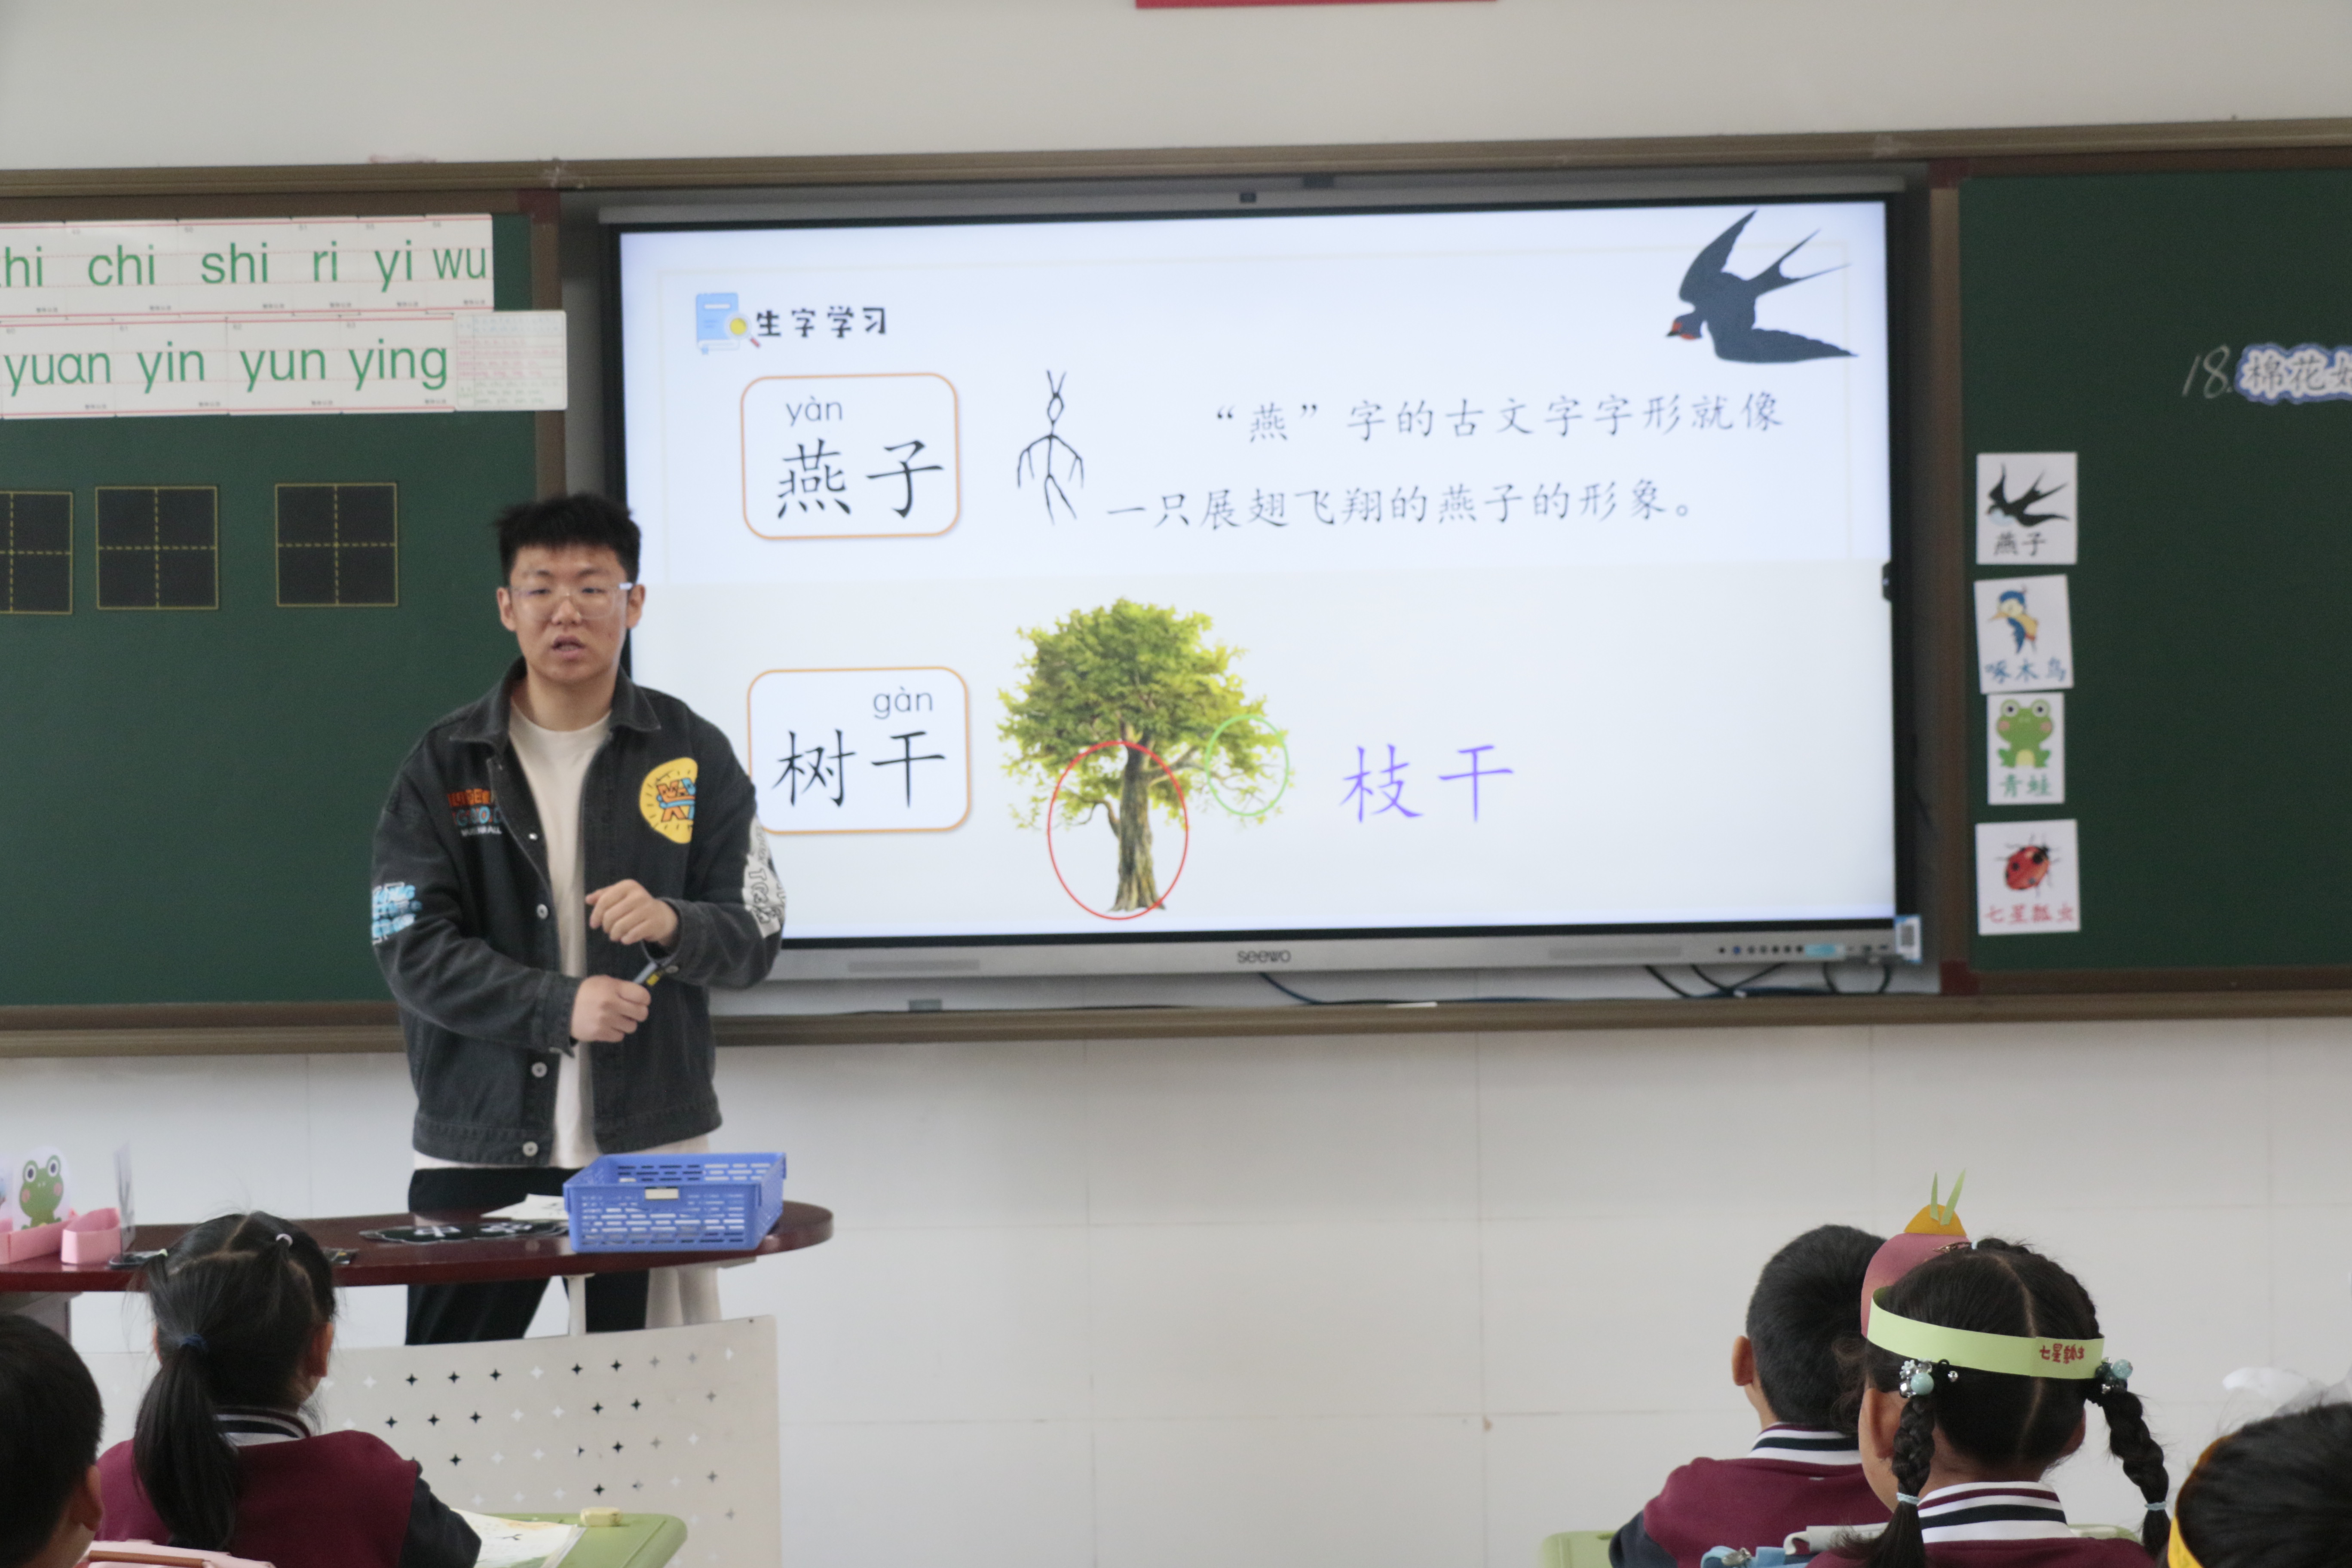 chi shi ri yi wu
yuan yin yun ying
生字学习
yàn
燕子
“燕”字的古文字字形就像
一只展翅飞翔的燕子的形象。
gàn
树干
枝干
seewo
18.棉花
燕子
啄木鸟
青蛙
七星瓢虫
七星瓢虫